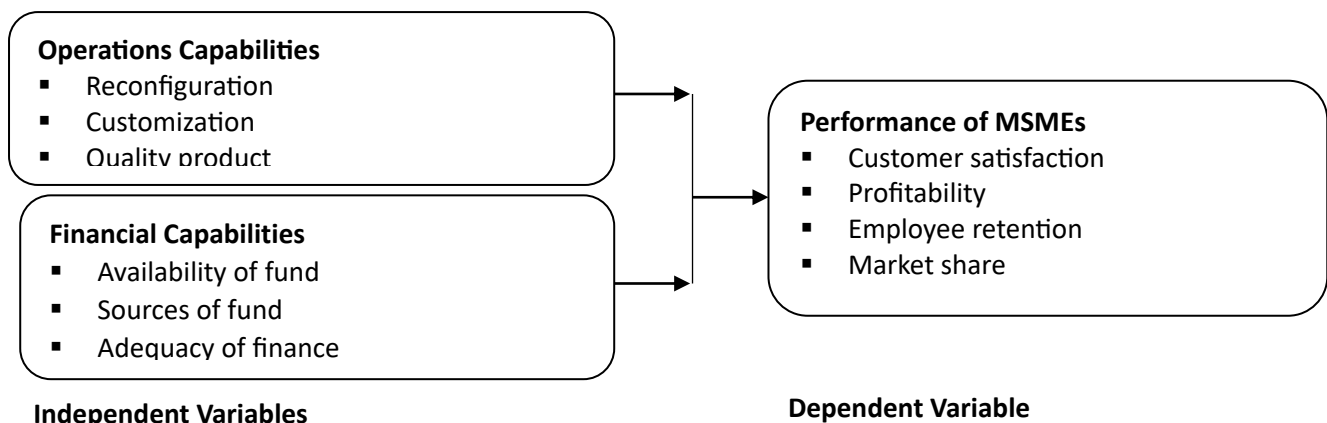 Operations Capabilities
▪ Reconfiguration
▪ Customization
▪ Quality product
Financial Capabilities
▪ Availability of fund
▪ Sources of fund
▪ Adequacy of finance
Independent Variables
Performance of MSMEs
▪ Customer satisfaction
▪ Profitability
▪ Employee retention
▪ Market share
Dependent Variable